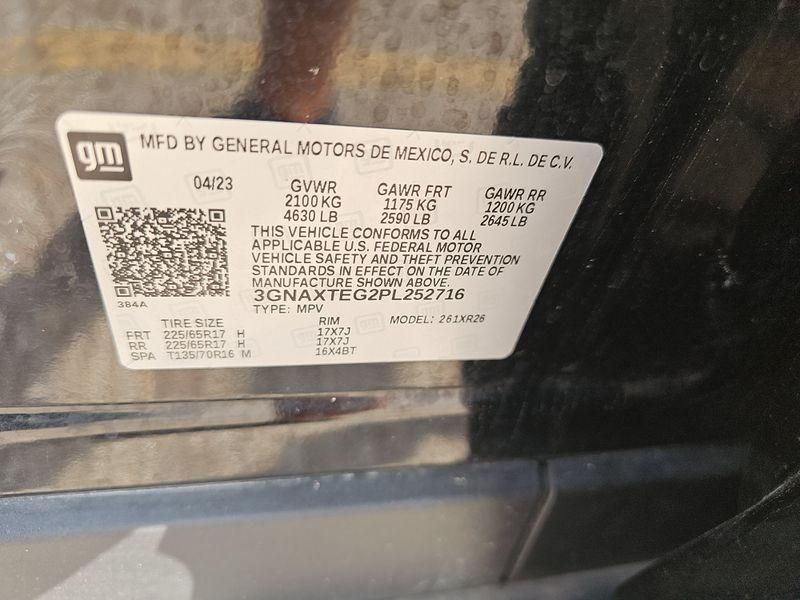 gm MFD BY GENERAL MOTORS DE MEXICO, S. DE R.L. DE C.V.
04/23 GVWR GAWR FRT GAWR RR
2100 KG 1175 KG 1200 KG
4630 LB 2590 LB 2645 LB
THIS VEHICLE CONFORMS TO ALL
APPLICABLE U.S. FEDERAL MOTOR
VEHICLE SAFETY AND THEFT PREVENTION
STANDARDS IN EFFECT ON THE DATE OF
MANUFACTURE SHOWN ABOVE.
384A 3GNAXTEG2PL252716
TYPE: MPV MODEL: 261XR26
TIRE SIZE RIM
FRT 225/65R17 H 17X7J
RR 225/65R17 H 17X7J
SPA T135/70R16 M 16X4BT